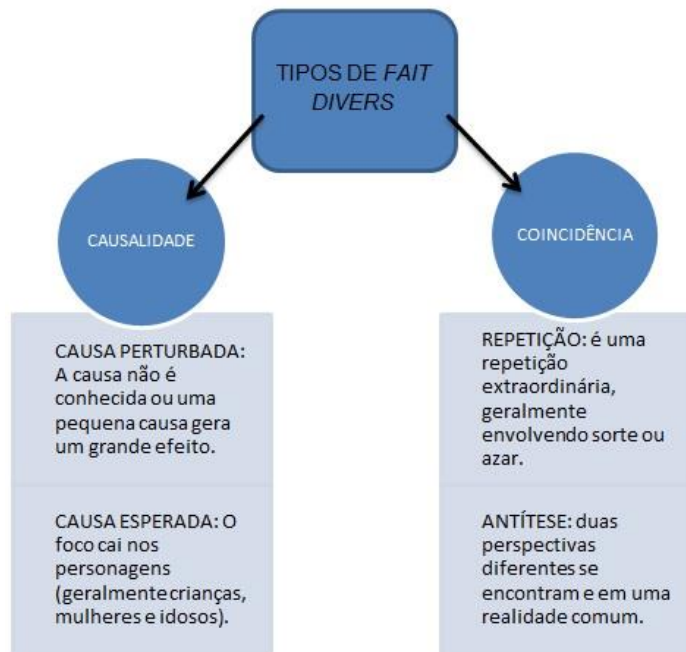 TIPOS DE FAIT
DIVERS
CAUSALIDADE
CAUSA PERTURBADA:
A causa não é
conhecida ou uma
pequena causa gera
um grande efeito.
CAUSA ESPERADA: O
foco cai nos
personagens
(geralmente crianças,
mulheres e idosos).
COINCIDÊNCIA
REPETIÇÃO: é uma
repetição
extraordinária,
geralmente
envolvendo sorte ou
azar.
ANTÍTESE: duas
perspectivas
diferentes se
encontram e em uma
realidade comum.